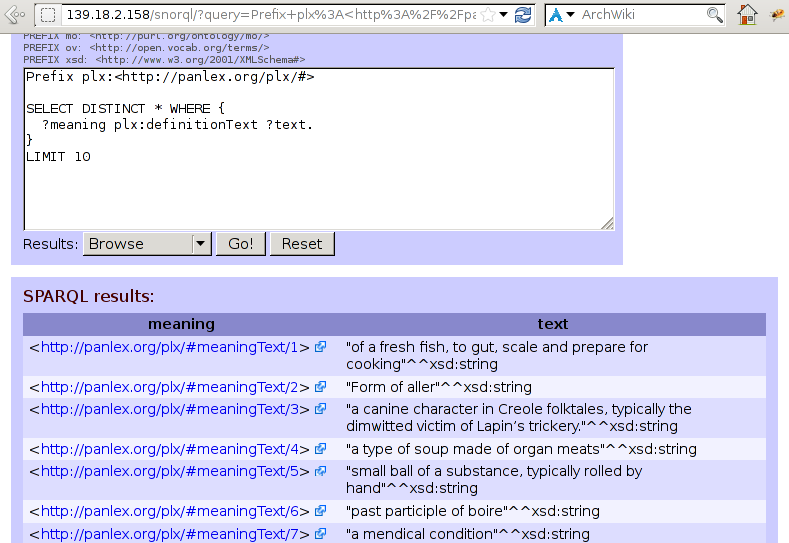 139.18.2.158/snorql/?query=Prefix+plx%3A<http%3A%2F%2Fpa
ArchWiki
PREFIX mo: <http://purl.org/ontology/mo/>
PREFIX ov: <http://open.vocab.org/terms/>
PREFIX xsd: <http://www.w3.org/2001/XMLSchema#>
Prefix plx:<http://panlex.org/plx/#>
SELECT DISTINCT * WHERE {
?meaning plx:definitionText ?text.
}
LIMIT 10
Results: Browse Go! Reset
SPARQL results:
meaning text
<http://panlex.org/plx/#meaningText/1> "of a fresh fish, to gut, scale and prepare for
cooking"^^xsd:string
<http://panlex.org/plx/#meaningText/2> "Form of aller"^^xsd:string
<http://panlex.org/plx/#meaningText/3> "a canine character in Creole folktales, typically the
dimwitted victim of Lapin’s trickery."^^xsd:string
<http://panlex.org/plx/#meaningText/4> "a type of soup made of organ meats"^^xsd:string
<http://panlex.org/plx/#meaningText/5> "small ball of a substance, typically rolled by
hand"^^xsd:string
<http://panlex.org/plx/#meaningText/6> "past participle of boire"^^xsd:string
<http://panlex.org/plx/#meaningText/7> "a mendical condition"^^xsd:string